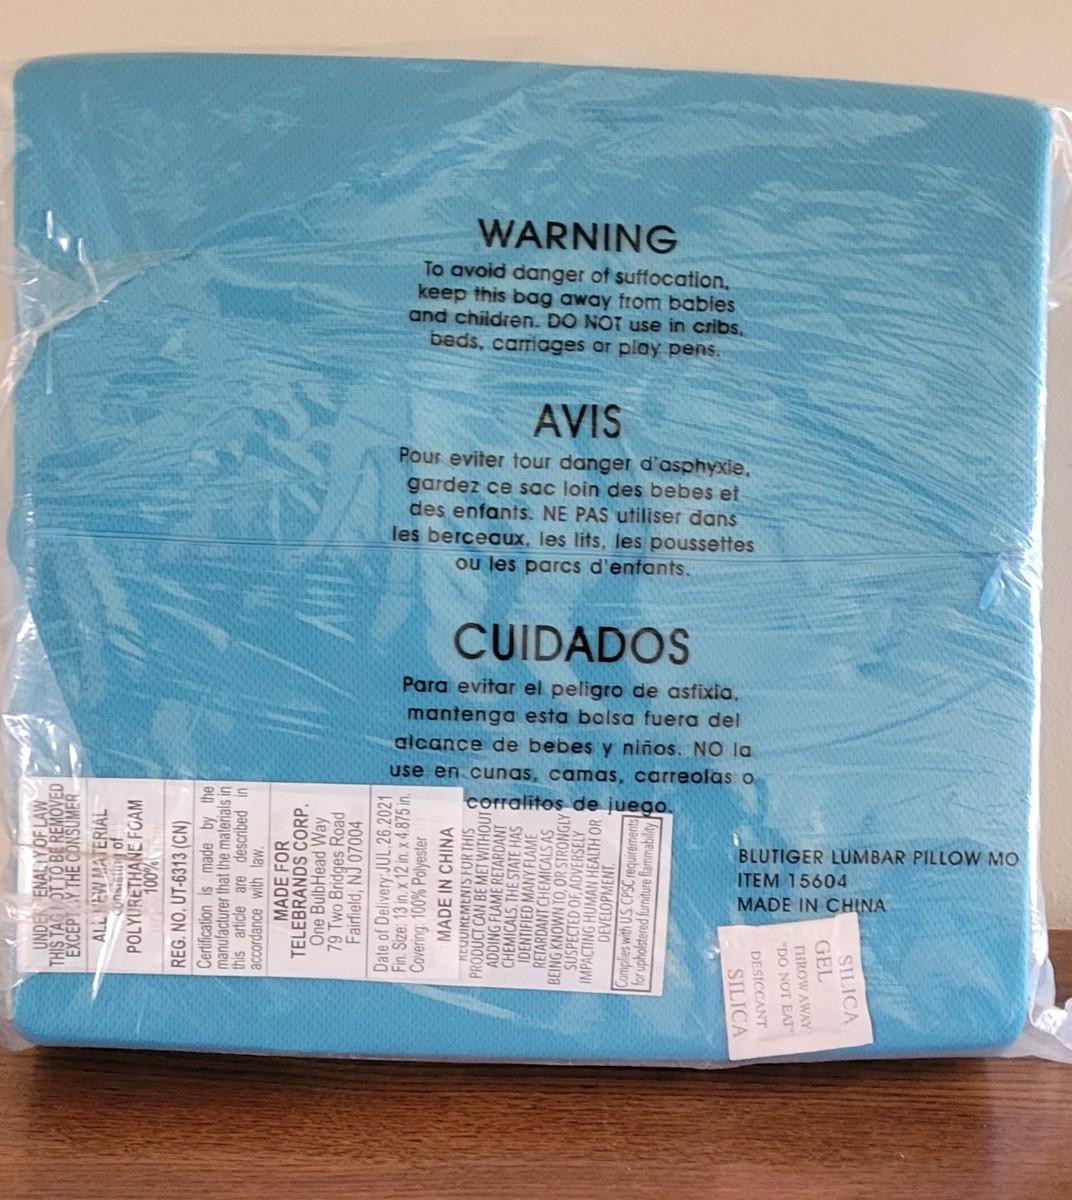 WARNING
To avoid danger of suffocation,
keep this bag away from babies
and children. DO NOT use in cribs,
beds, carriages or play pens.
AVIS
Pour eviter tour danger d'asphyxie,
gardez ce sac loin des bebes et
des enfants. NE PAS utiliser dans
les berceaux, les lits, les poussettes
ou les parcs d'enfants.
CUIDADOS
Para evitar el peligro de asfixia,
mantenga esta bolsa fuera del
alcance de bebes y niños. NO la
use en cunas, camas, carreolas o
corralitos de juego.
OF LAW
TO BE REMOVED
THE CONSUMER
MATERIAL
of
100%
POLYURETHANE FOAM
REG. NO. UT-6313 (CN)
Certification is made by the
manufacturer that the materials in
this article are described in
accordance with law.
MADE FOR
TELEBRANDS CORP.
One BulbHead Way
79 Two Bridges Road
Fairfield, NJ 07004
Date of Delivery:JUL.26 2021
Fin. Size: 13 in. x 12 in. x 4.875 in.
Covering: 100% Polyester
MADE IN CHINA
REQUIREMENTS FOR THIS
PRODUCT CAN BE MET WITHOUT
ADDING FLAME RETARDANT
CHEMICALS. THE STATE HAS
IDENTIFIED MANY FLAME
RETARDANT CHEMICALS AS
BEING KNOWN TO OR STRONGLY
SUSPECTED OF ADVERSELY
IMPACTING HUMAN HEALTH OR
DEVELOPMENT.
Complies with U.S. CPSC requirements
for upholstered furniture flammability
BLUTIGER LUMBAR PILLOW MO
ITEM 15604
MADE IN CHINA
SILICA
GEL
THROW AWAY
"DO NOT EAT"
DESICCANT
SILICA